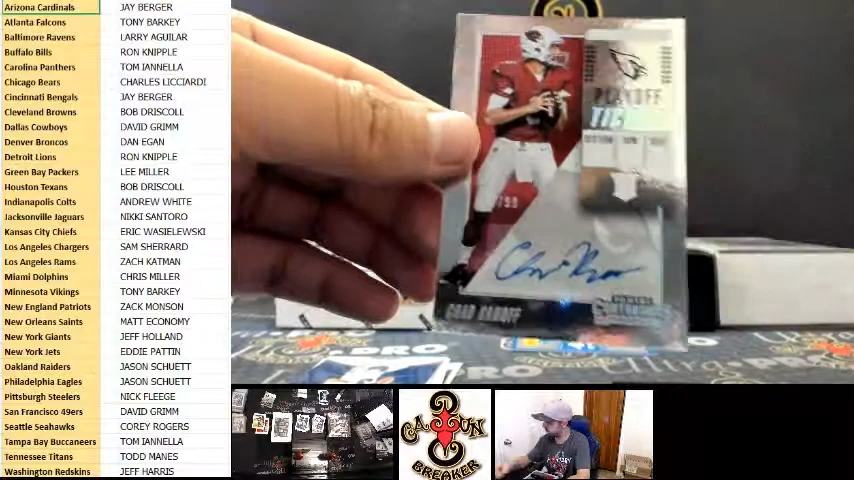 Arizona Cardinals JAY BERGER
Atlanta Falcons TONY BARKEY
Baltimore Ravens LARRY AGUILAR
Buffalo Bills RON KNIPPLE
Carolina Panthers TOM IANNELLA
Chicago Bears CHARLES LICCIARDI
Cincinnati Bengals JAY BERGER
Cleveland Browns BOB DRISCOLL
Dallas Cowboys DAVID GRIMM
Denver Broncos DAN EGAN
Detroit Lions RON KNIPPLE
Green Bay Packers LEE MILLER
Houston Texans BOB DRISCOLL
Indianapolis Colts ANDREW WHITE
Jacksonville Jaguars NIKKI SANTORO
Kansas City Chiefs ERIC WASIELEWSKI
Los Angeles Chargers SAM SHERRARD
Los Angeles Rams ZACH KATMAN
Miami Dolphins CHRIS MILLER
Minnesota Vikings TONY BARKEY
New England Patriots ZACK MONSON
New Orleans Saints MATT ECONOMY
New York Giants JEFF HOLLAND
New York Jets EDDIE PATTIN
Oakland Raiders JASON SCHUETT
Philadelphia Eagles JASON SCHUETT
Pittsburgh Steelers NICK FLEEGE
San Francisco 49ers DAVID GRIMM
Seattle Seahawks COREY ROGERS
Tampa Bay Buccaneers TOM IANNELLA
Tennessee Titans TODD MANES
Washington Redskins JEFF HARRIS
PLAYOFF
CHAD KANOFF
PRO
CAJUN
BREAKER